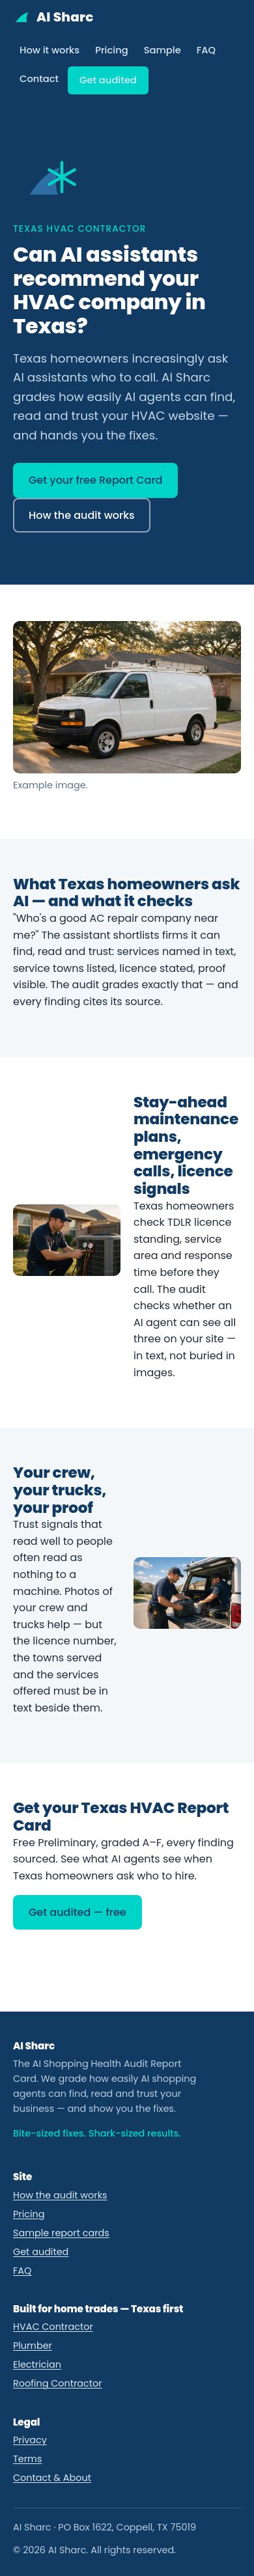 AI Sharc
How it works Pricing Sample FAQ
Contact Get audited
TEXAS HVAC CONTRACTOR
Can AI assistants
recommend your
HVAC company in
Texas?
Texas homeowners increasingly ask
AI assistants who to call. AI Sharc
grades how easily AI agents can find,
read and trust your HVAC website —
and hands you the fixes.
Get your free Report Card
How the audit works
Example image.
What Texas homeowners ask
AI — and what it checks
"Who's a good AC repair company near
me?" The assistant shortlists firms it can
find, read and trust: services named in text,
service towns listed, licence stated, proof
visible. The audit grades exactly that — and
every finding cites its source.
Stay-ahead
maintenance
plans,
emergency
calls, licence
signals
Texas homeowners
check TDLR licence
standing, service
area and response
time before they
call. The audit
checks whether an
AI agent can see all
three on your site —
in text, not buried in
images.
Your crew,
your trucks,
your proof
Trust signals that
read well to people
often read as
nothing to a
machine. Photos of
your crew and
trucks help — but
the licence number,
the towns served
and the services
offered must be in
text beside them.
Get your Texas HVAC Report
Card
Free Preliminary, graded A–F, every finding
sourced. See what AI agents see when
Texas homeowners ask who to hire.
Get audited — free
AI Sharc
The AI Shopping Health Audit Report
Card. We grade how easily AI shopping
agents can find, read and trust your
business — and show you the fixes.
Bite-sized fixes. Shark-sized results.
Site
How the audit works
Pricing
Sample report cards
Get audited
FAQ
Built for home trades — Texas first
HVAC Contractor
Plumber
Electrician
Roofing Contractor
Legal
Privacy
Terms
Contact & About
AI Sharc · PO Box 1622, Coppell, TX 75019
© 2026 AI Sharc. All rights reserved.